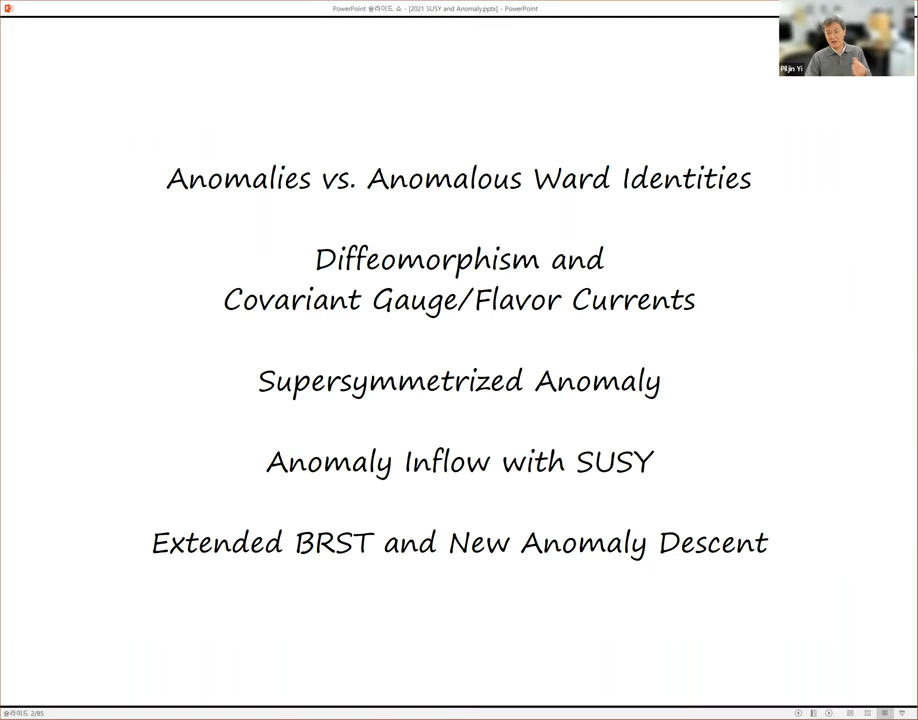 PowerPoint 슬라이드 쇼 - [2021 SUSY and Anomaly.pptx] - PowerPoint
Piljin Yi
Anomalies vs. Anomalous Ward Identities
Diffeomorphism and
Covariant Gauge/Flavor Currents
Supersymmetrized Anomaly
Anomaly Inflow with SUSY
Extended BRST and New Anomaly Descent
슬라이드 2/85